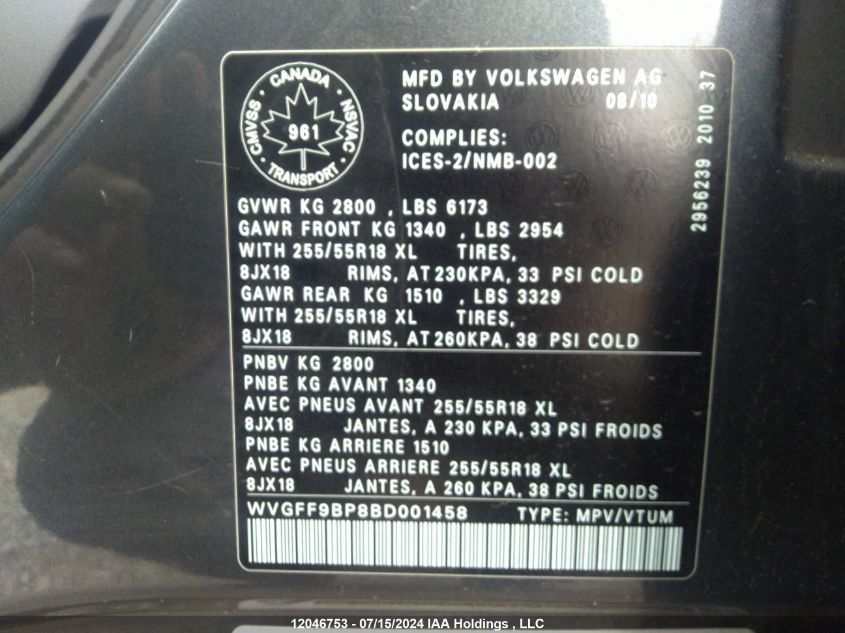 CANADA
CMVSS
NSVAC
961
TRANSPORT
MFD BY VOLKSWAGEN AG
SLOVAKIA 08/10
COMPLIES:
ICES-2/NMB-002
2956239 2010 37
GVWR KG 2800 , LBS 6173
GAWR FRONT KG 1340 , LBS 2954
WITH 255/55R18 XL TIRES,
8JX18 RIMS, AT 230KPA, 33 PSI COLD
GAWR REAR KG 1510 , LBS 3329
WITH 255/55R18 XL TIRES,
8JX18 RIMS, AT 260KPA, 38 PSI COLD
PNBV KG 2800
PNBE KG AVANT 1340
AVEC PNEUS AVANT 255/55R18 XL
8JX18 JANTES, A 230 KPA, 33 PSI FROIDS
PNBE KG ARRIERE 1510
AVEC PNEUS ARRIERE 255/55R18 XL
8JX18 JANTES, A 260 KPA, 38 PSI FROIDS
WVGFF9BP8BD001458 TYPE: MPV/VTUM
12046753 - 07/15/2024 IAA Holdings , LLC